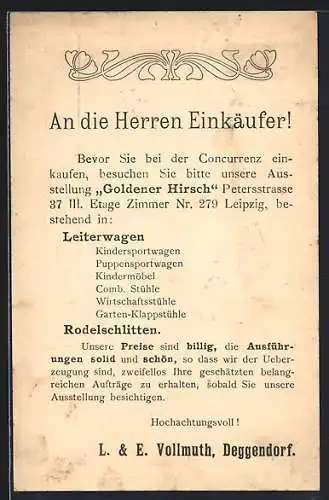 An die Herren Einkäufer!
Bevor Sie bei der Concurrenz ein-
kaufen, besuchen Sie bitte unsere Aus-
stellung „Goldener Hirsch“ Petersstrasse
37 III. Etage Zimmer Nr. 279 Leipzig, be-
stehend in:
Leiterwagen
Kindersportwagen
Puppensportwagen
Kindermöbel
Comb. Stühle
Wirtschaftsstühle
Garten-Klappstühle
Rodelschlitten.
Unsere Preise sind billig, die Ausführ-
ungen solid und schön, so dass wir der Ueber-
zeugung sind, zweifellos Ihre geschätzten belang-
reichen Aufträge zu erhalten, sobald Sie unsere
Ausstellung besichtigen.
Hochachtungsvoll!
L. & E. Vollmuth, Deggendorf.